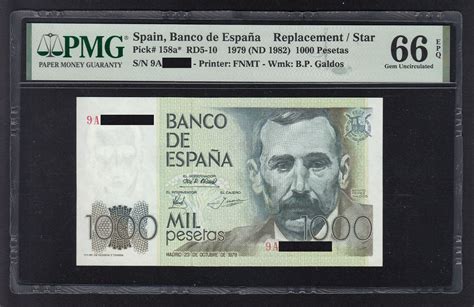 PMG
PAPER MONEY GUARANTY
Spain, Banco de España Replacement / Star
Pick# 158a* RD5-10 1979 (ND 1982) 1000 Pesetas
S/N 9A - Printer: FNMT - Wmk: B.P. Galdos
66 EPQ
Gem Uncirculated
9A
BANCO
DE
ESPAÑA
EL GOBERNADOR
EL INTERVENTOR
EL CAJERO
1000
MIL
pesetas
1000
9A
MADRID 23 DE OCTUBRE DE 1979